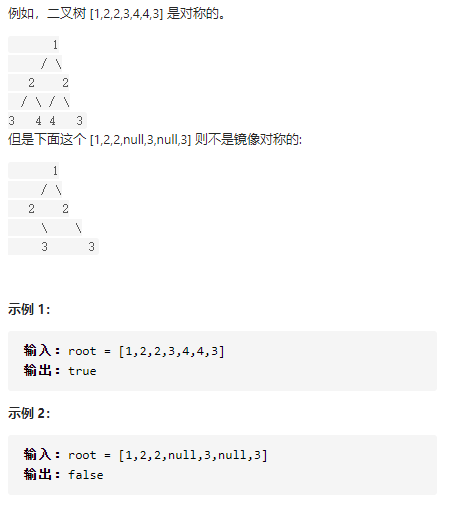 例如，二叉树 [1,2,2,3,4,4,3] 是对称的。
1
/ \
2 2
/ \ / \
3 4 4 3
但是下面这个 [1,2,2,null,3,null,3] 则不是镜像对称的:
1
/ \
2 2
\ \
3 3
示例 1：
输入：root = [1,2,2,3,4,4,3]
输出：true
示例 2：
输入：root = [1,2,2,null,3,null,3]
输出：false